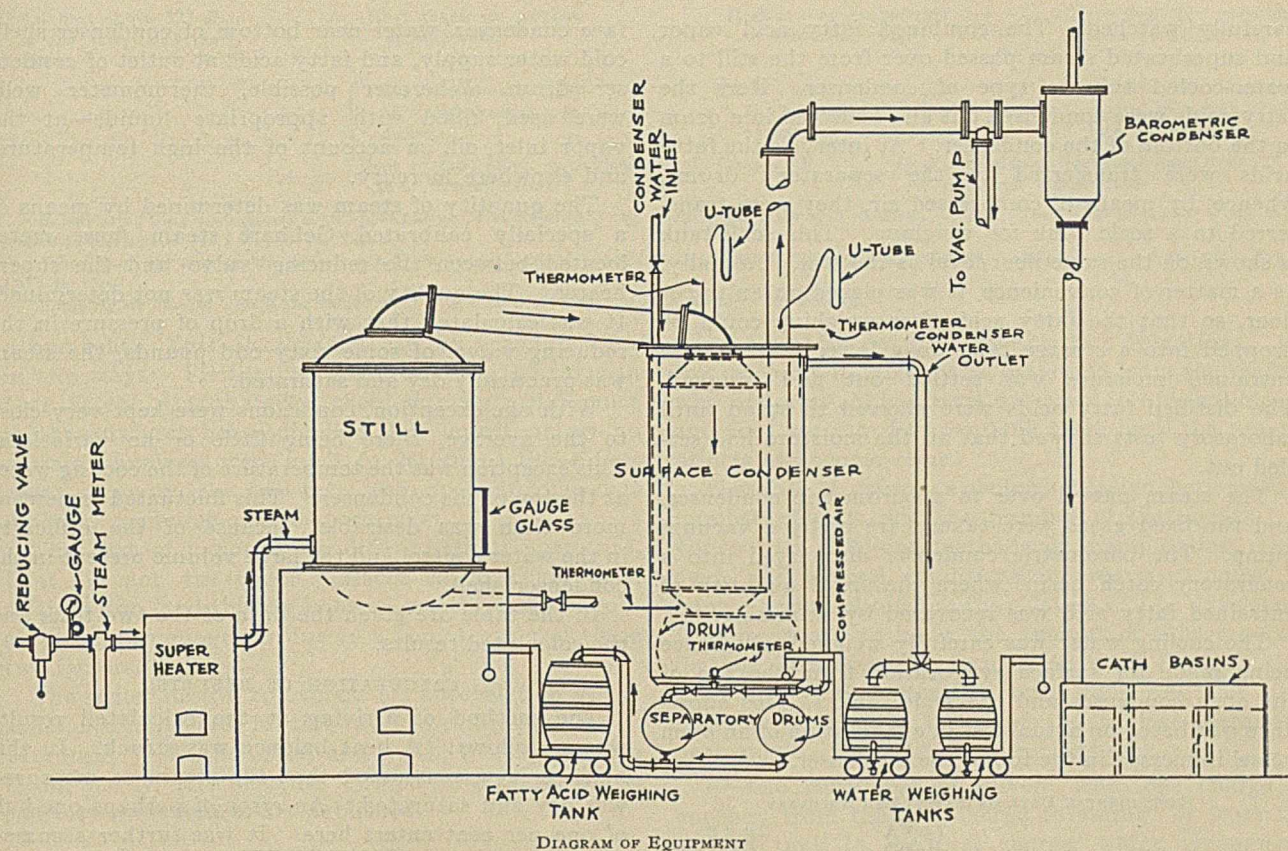 CONDENSER
WATER
INLET
U-TUBE
THERMOMETER
U-TUBE
THERMOMETER
CONDENSER
WATER
OUTLET
TO VAC. PUMP
BAROMETRIC
CONDENSER
STILL
SURFACE CONDENSER
REDUCING VALVE
GAUGE
STEAM METER
STEAM
GAUGE
GLASS
THERMOMETER
COMPRESSED AIR
SUPER
HEATER
DRUM
THERMOMETER
SEPARATORY DRUMS
CATH BASINS
FATTY ACID WEIGHING
TANK
WATER WEIGHING
TANKS
DIAGRAM OF EQUIPMENT